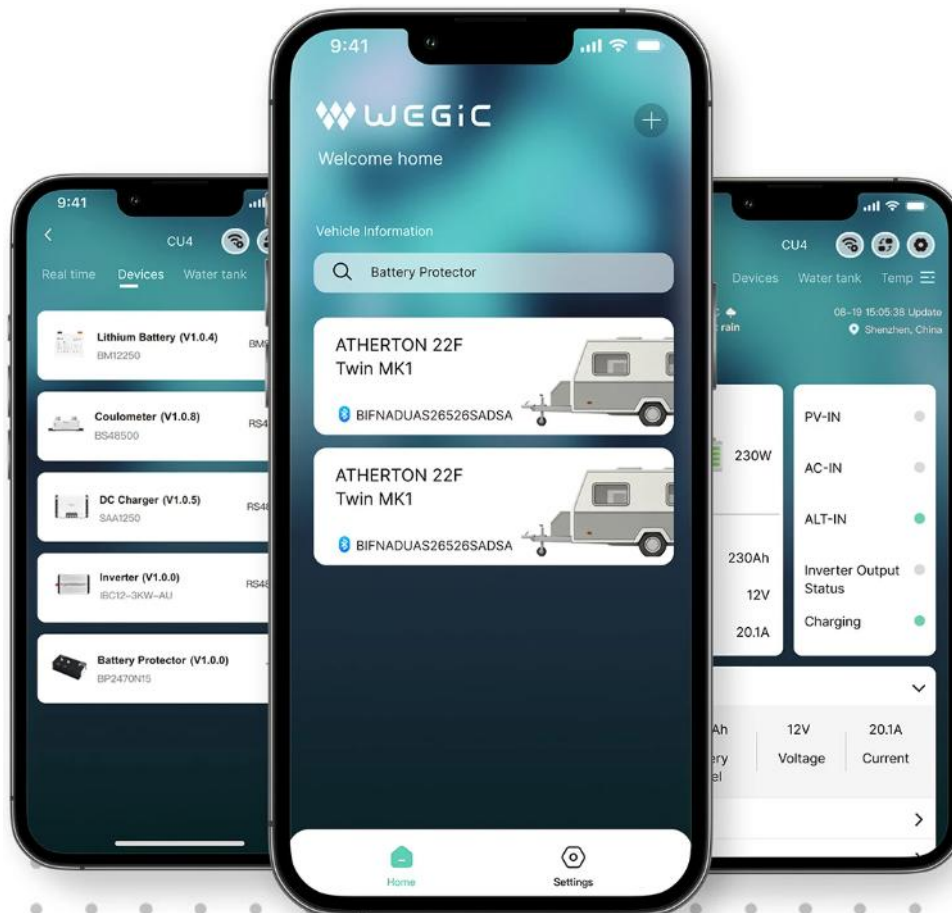 9:41
CU4
Real time Devices Water tank
Lithium Battery (V1.0.4)
BM12250
Coulometer (V1.0.8)
BS48500
DC Charger (V1.0.5)
SAA1250
Inverter (V1.0.0)
IBC12-3KW-AU
Battery Protector (V1.0.0)
BP2470N15
9:41
WEGiC
Welcome home
Vehicle Information
Battery Protector
ATHERTON 22F
Twin MK1
BIFNADUAS26526SADSA
ATHERTON 22F
Twin MK1
BIFNADUAS26526SADSA
Home Settings
CU4
Devices Water tank Temp
rain
08-19 15:05:38 Update
Shenzhen, China
230W
230Ah
12V
20.1A
PV-IN
AC-IN
ALT-IN
Inverter Output
Status
Charging
Ah 12V 20.1A
Voltage Current